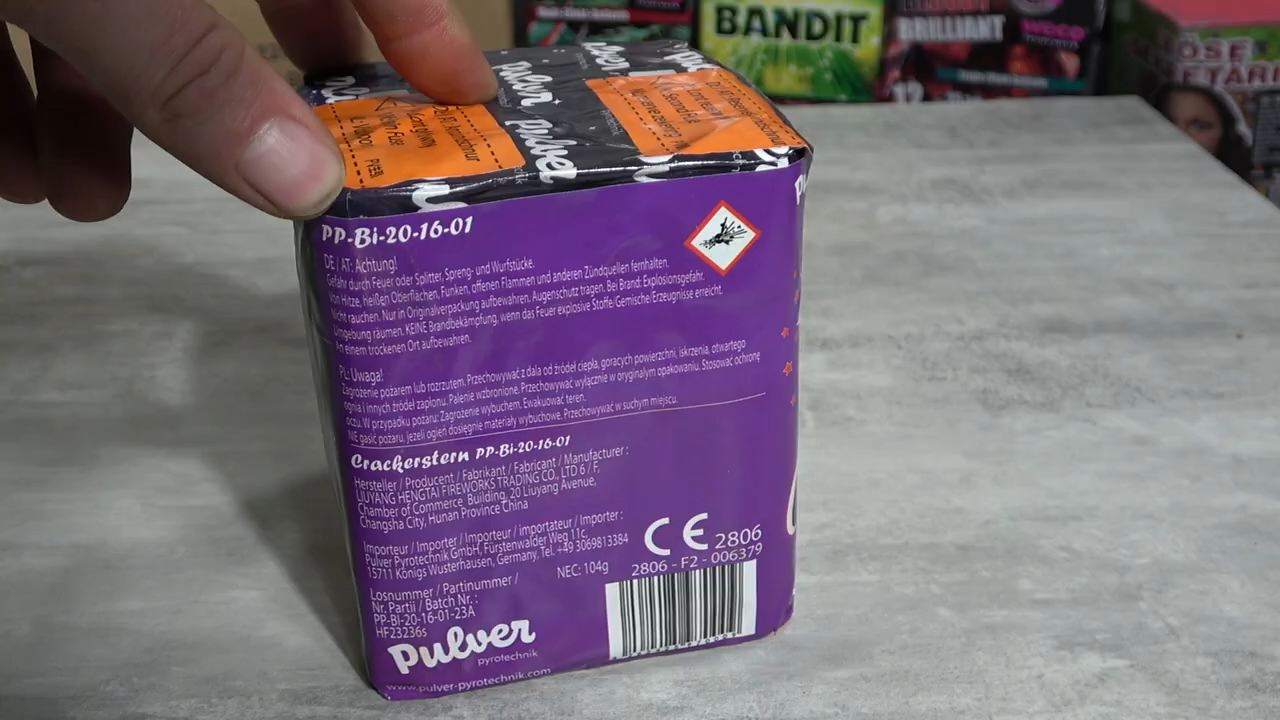 BANDIT
BRILLIANT
WECO
Pulver
Pulver
PP-Bi-20-16-01
DE / AT: Achtung!
Gefahr durch Feuer oder Splitter, Spreng- und Wurfstücke.
Von Hitze, Heißen Oberflächen, Funken, offenen Flammen und anderen Zündquellen fernhalten.
Nicht rauchen. Nur in Originalverpackung aufbewahren. Augenschutz tragen. Bei Brand: Explosionsgefahr.
Umgebung räumen. KEINE Brandbekämpfung, wenn das Feuer explosive Stoffe/Gemische/Erzeugnisse erreicht.
An einem trockenen Ort aufbewahren.
PL: Uwaga!
Zagrożenie pożarem lub rozrzutem. Przechowywać z dala od źródeł ciepła, gorących powierzchni, iskrzenia, otwartego
ognia i innych źródeł zapłonu. Palenie wzbronione. Przechowywać wyłącznie w oryginalym opakowaniu. Stosować ochronę
oczu. W przypadku pożaru: Zagrożenie wybuchem. Ewakuować teren.
NIE gasić pożaru, jeżeli ogień dosięgnie materiały wybuchowe. Przechowywać w suchym miejscu.
Crackerstern PP-Bi-20-16-01
Hersteller / Producent / Fabrikant / Fabricant / Manufacturer :
LIUYANG HENGTAI FIREWORKS TRADING CO., LTD 6 / F,
Chamber of Commerce Building, 20 Liuyang Avenue,
Changsha City, Hunan Province China
Importeur / Importer / Importeur / importateur / Importer :
Pulver Pyrotechnik GmbH, Fürstenwalder Weg 11c,
15711 Königs Wusterhausen, Germany, Tel. +49 3069813384
Losnummer / Partinummer /
Nr. Partii / Batch Nr. :
PP-Bi-20-16-01-23A
HF23236s
NEC: 104g
CE 2806
2806 - F2 - 006379
Pulver
pyrotechnik
www.pulver-pyrotechnik.com